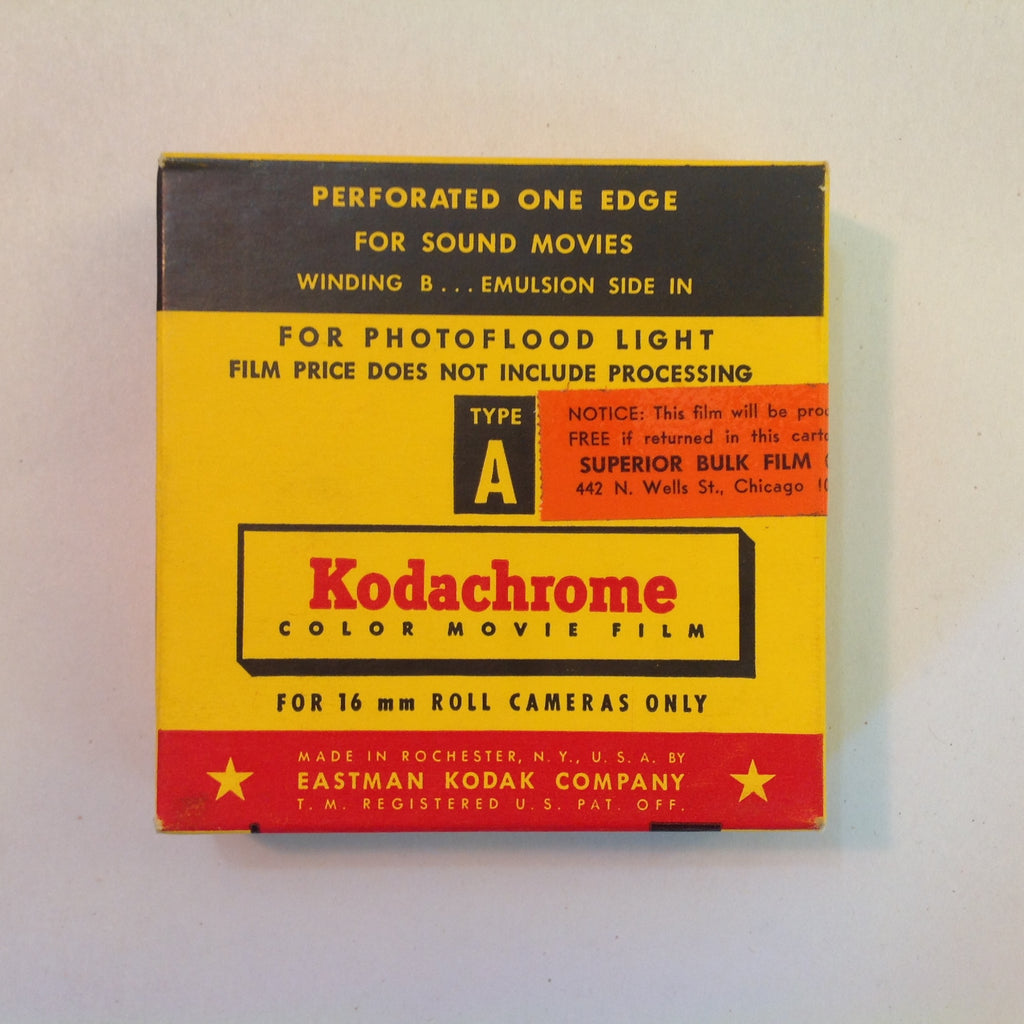 PERFORATED ONE EDGE
FOR SOUND MOVIES
WINDING B...EMULSION SIDE IN
FOR PHOTOFLOOD LIGHT
FILM PRICE DOES NOT INCLUDE PROCESSING
TYPE
A
NOTICE: This film will be
FREE if returned in this
SUPERIOR BULK FILM
442 N. Wells St., Chicago
Kodachrome
COLOR MOVIE FILM
FOR 16 mm ROLL CAMERAS ONLY
MADE IN ROCHESTER, N.Y., U.S.A. BY
EASTMAN KODAK COMPANY
T.M. REGISTERED U.S. PAT. OFF.